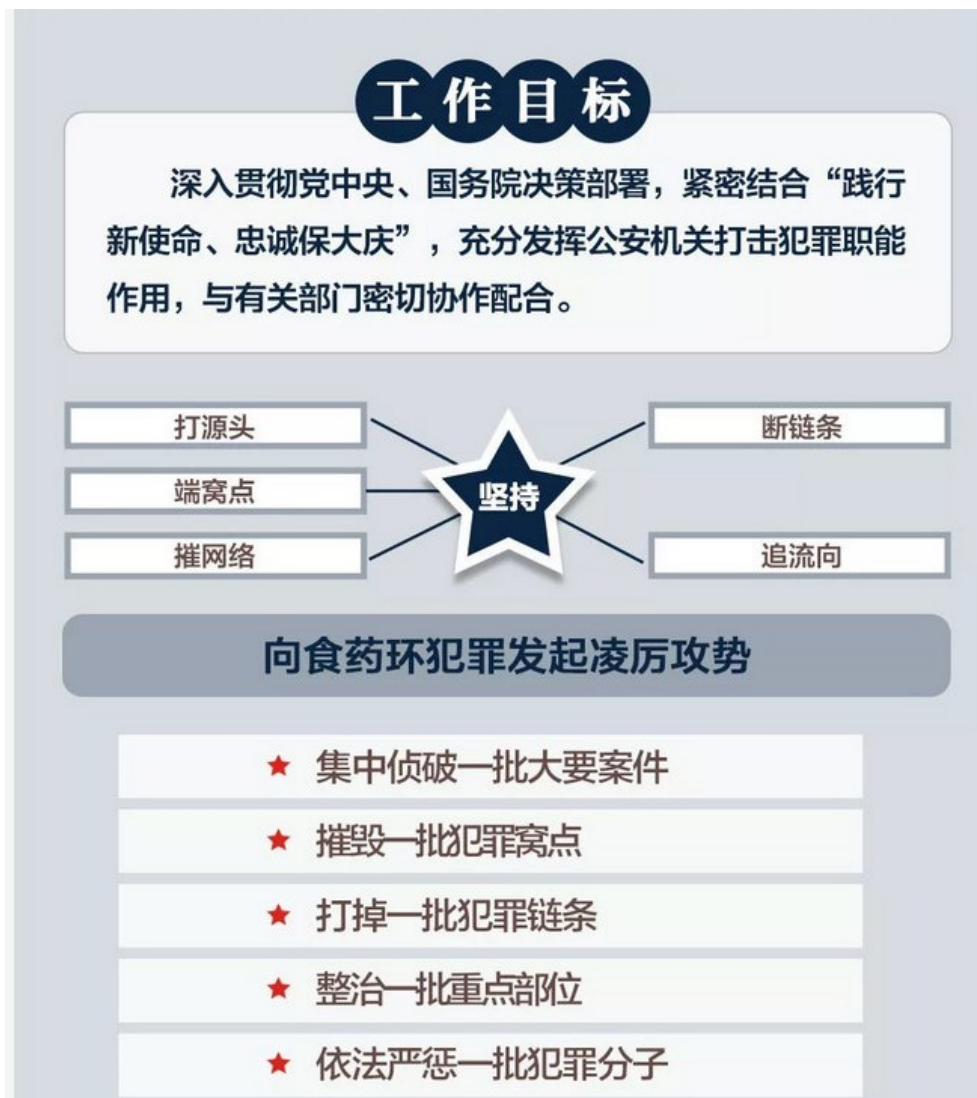 工作目标
深入贯彻党中央、国务院决策部署，紧密结合“践行
新使命、忠诚保大庆”，充分发挥公安机关打击犯罪职能
作用，与有关部门密切协作配合。
打源头
断链条
端窝点
坚持
摧网络
追流向
向食药环犯罪发起凌厉攻势
集中侦破一批大要案件
摧毁一批犯罪窝点
打掉一批犯罪链条
整治一批重点部位
依法严惩一批犯罪分子